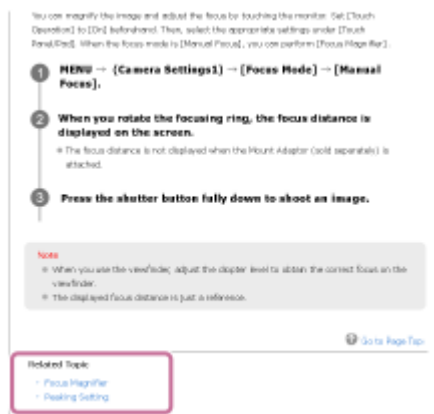 You can magnify the image and adjust the focus by touching the monitor. Set [Touch
Operation] to [On] beforehand. Then, select the appropriate settings under [Touch
Panel/Pad]. When the focus mode is [Manual Focus], you can perform [Focus Magnifier].
1 MENU → (Camera Settings1) → [Focus Mode] → [Manual
Focus].
2 When you rotate the focusing ring, the focus distance is
displayed on the screen.
The focus distance is not displayed when the Mount Adaptor (sold separately) is
attached.
3 Press the shutter button fully down to shoot an image.
Note
When you use the viewfinder, adjust the diopter level to obtain the correct focus on the
viewfinder.
The displayed focus distance is just a reference.
Go to Page Top
Related Topic
Focus Magnifier
Peaking Setting